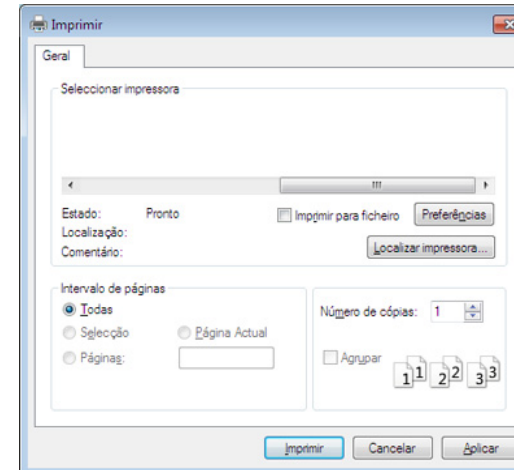 Imprimir
Geral
Seleccionar impressora
Estado: Pronto
Imprimir para ficheiro
Preferências
Localização:
Comentário:
Localizar impressora...
Intervalo de páginas
Todas
Selecção
Página Actual
Páginas:
Número de cópias: 1
Agrupar
1 1 2 2 3 3
Imprimir
Cancelar
Aplicar